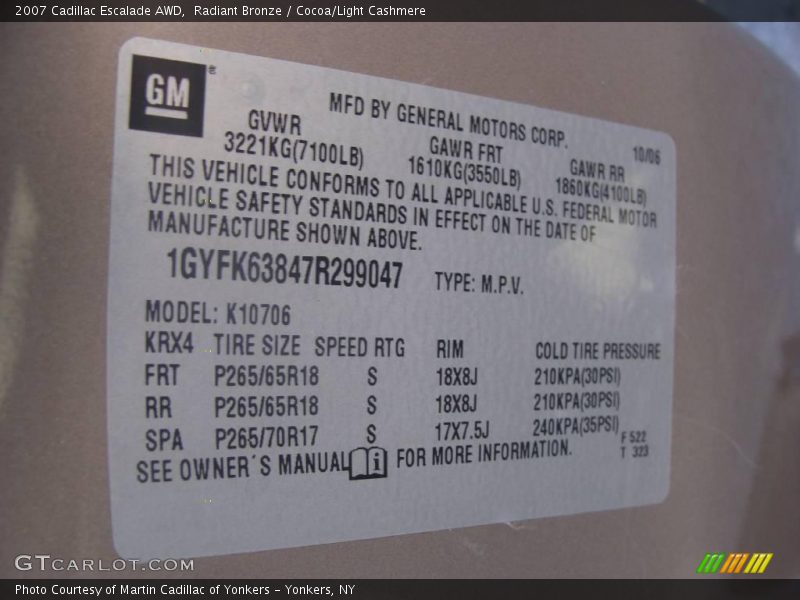 2007 Cadillac Escalade AWD,  Radiant Bronze / Cocoa/Light Cashmere
GM ®
MFD BY GENERAL MOTORS CORP.
10/06
GVWR GAWR FRT GAWR RR
3221KG(7100LB) 1610KG(3550LB) 1860KG(4100LB)
THIS VEHICLE CONFORMS TO ALL APPLICABLE U.S. FEDERAL MOTOR
VEHICLE SAFETY STANDARDS IN EFFECT ON THE DATE OF
MANUFACTURE SHOWN ABOVE.
1GYFK63847R299047 TYPE: M.P.V.
MODEL: K10706
KRX4 TIRE SIZE SPEED RTG RIM COLD TIRE PRESSURE
FRT P265/65R18 S 18X8J 210KPA(30PSI)
RR P265/65R18 S 18X8J 210KPA(30PSI)
SPA P265/70R17 S 17X7.5J 240KPA(35PSI)
F 522
T 323
SEE OWNER´S MANUAL i FOR MORE INFORMATION.
GTCARLOT.COM
Photo Courtesy of Martin Cadillac of Yonkers – Yonkers, NY